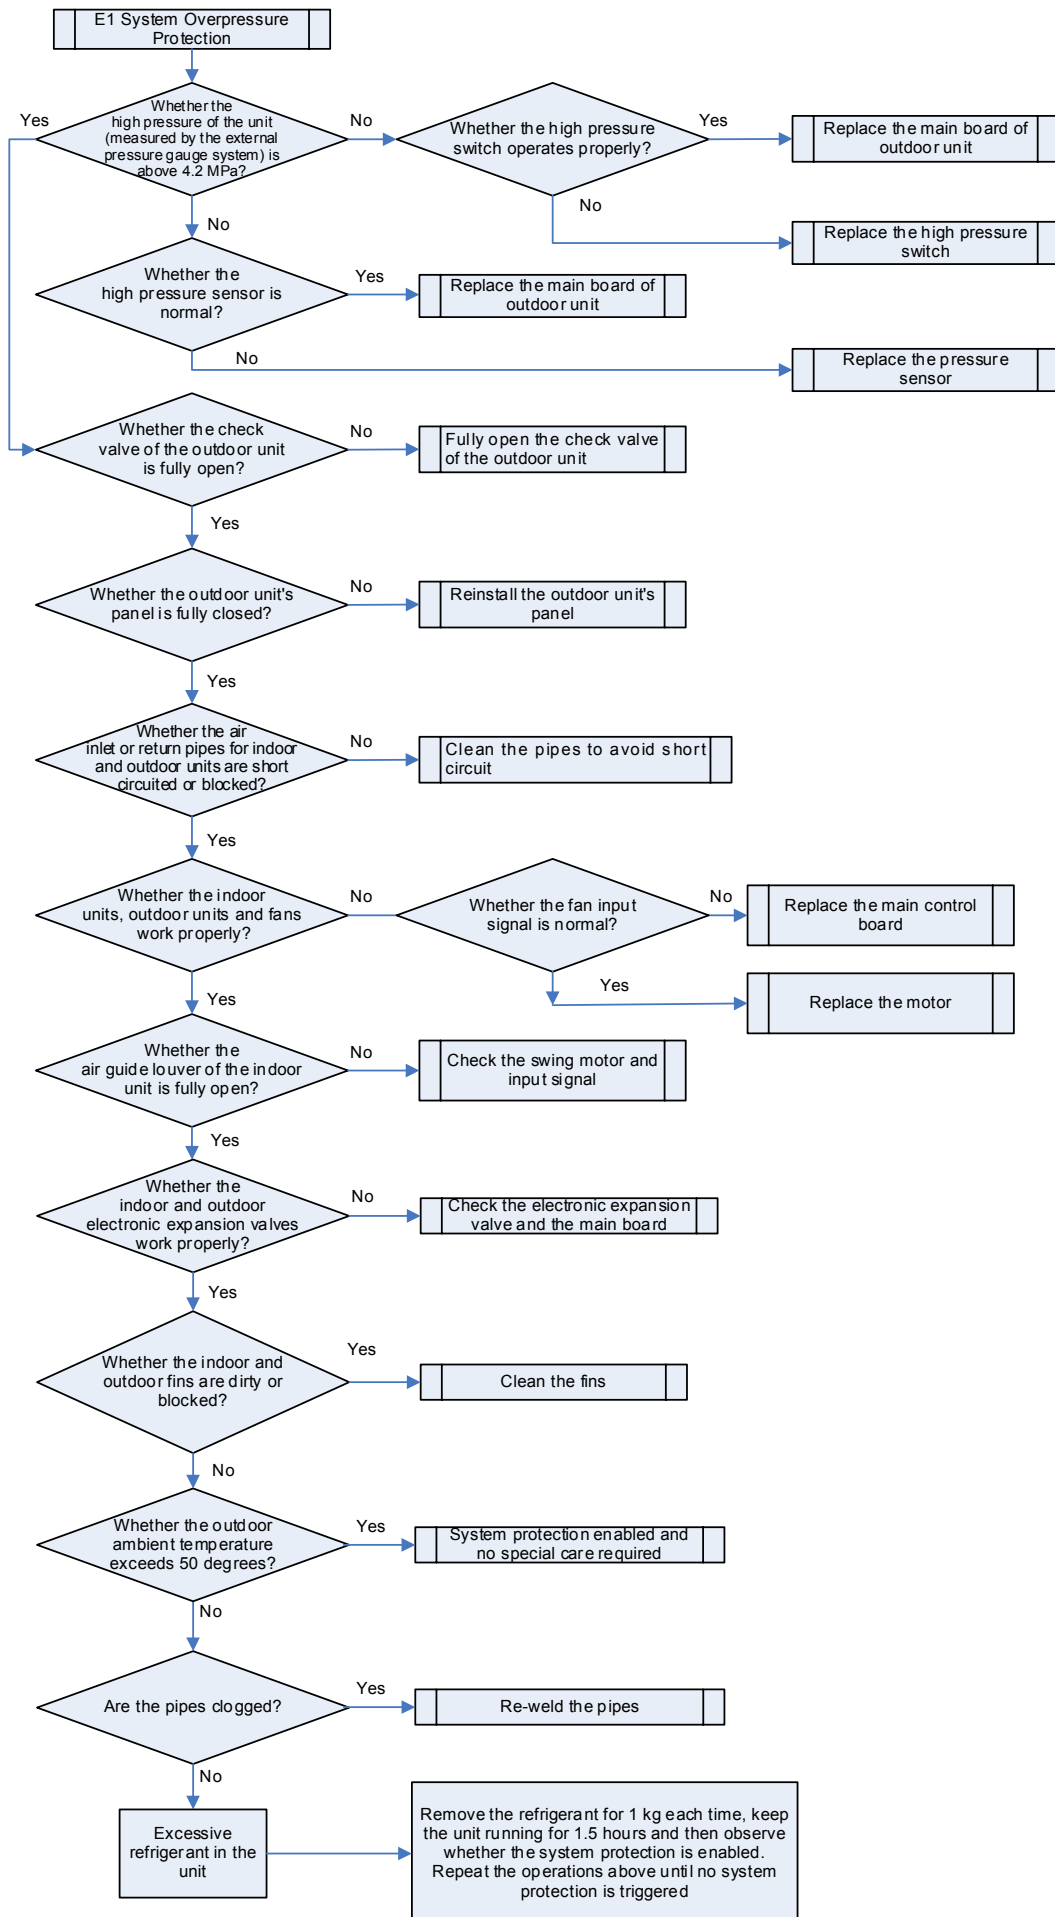 E1 System Overpressure
Protection
Whether the
high pressure of the unit
(measured by the external
pressure gauge system) is
above 4.2 MPa?
Yes
No
Whether the high pressure
switch operates properly?
Yes
Replace the main board of
outdoor unit
No
Replace the high pressure
switch
No
Whether the
high pressure sensor is
normal?
Yes
Replace the main board of
outdoor unit
No
Replace the pressure
sensor
Whether the check
valve of the outdoor unit
is fully open?
No
Fully open the check valve
of the outdoor unit
Yes
Whether the outdoor unit's
panel is fully closed?
No
Reinstall the outdoor unit's
panel
Yes
Whether the air
inlet or return pipes for indoor
and outdoor units are short
circuited or blocked?
No
Clean the pipes to avoid short
circuit
Yes
Whether the indoor
units, outdoor units and fans
work properly?
No
Whether the fan input
signal is normal?
No
Replace the main control
board
Yes
Replace the motor
Yes
Whether the
air guide louver of the indoor
unit is fully open?
No
Check the swing motor and
input signal
Yes
Whether the
indoor and outdoor
electronic expansion valves
work properly?
No
Check the electronic expansion
valve and the main board
Yes
Whether the indoor and
outdoor fins are dirty or
blocked?
Yes
Clean the fins
No
Whether the outdoor
ambient temperature
exceeds 50 degrees?
Yes
System protection enabled and
no special care required
No
Are the pipes clogged?
Yes
Re-weld the pipes
No
Excessive
refrigerant in the
unit
Remove the refrigerant for 1 kg each time, keep
the unit running for 1.5 hours and then observe
whether the system protection is enabled.
Repeat the operations above until no system
protection is triggered